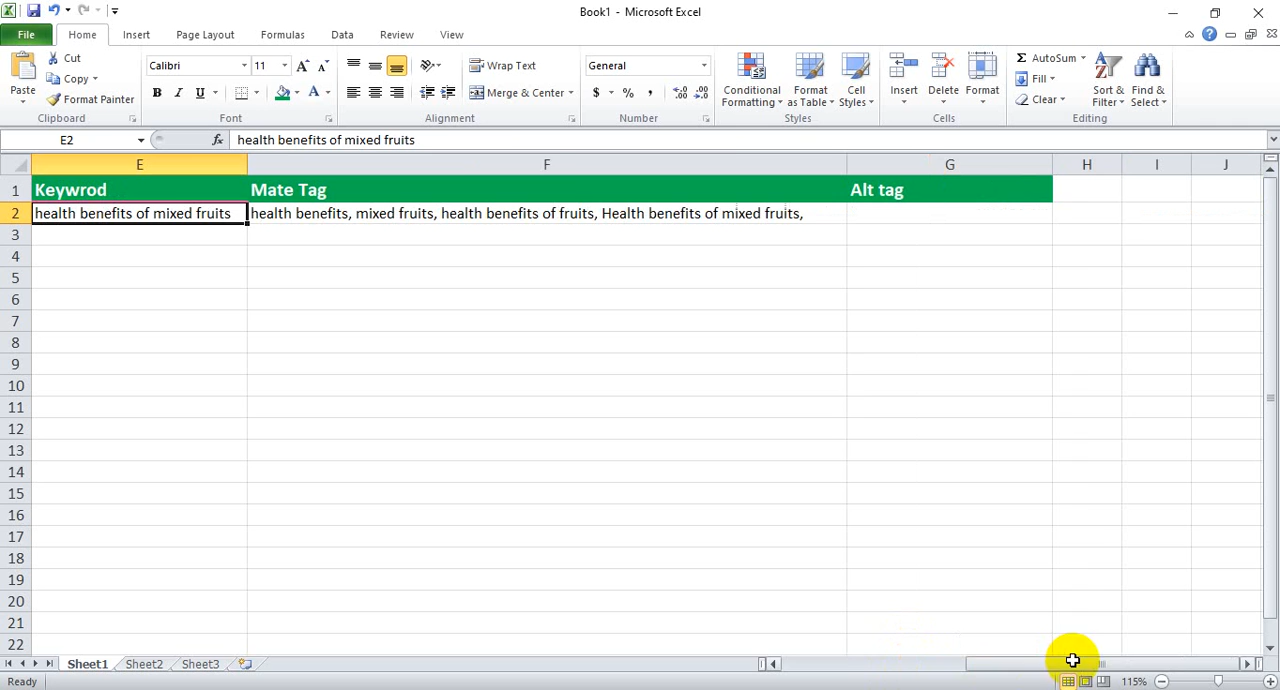 Book1 - Microsoft Excel
File Home Insert Page Layout Formulas Data Review View
Paste
Cut
Copy
Format Painter
Clipboard
Calibri 11 A A
B I U A
Font
Wrap Text
Merge & Center
Alignment
General
$ % , .00 .0
Number
Conditional Formatting
Format as Table
Cell Styles
Styles
Insert Delete Format
Cells
Σ AutoSum
Fill
Clear
Sort & Filter
Find & Select
Editing
E2 fx health benefits of mixed fruits
E F G H I J
1 Keywrod Mate Tag Alt tag
2 health benefits of mixed fruits health benefits, mixed fruits, health benefits of fruits, Health benefits of mixed fruits,
3
4
5
6
7
8
9
10
11
12
13
14
15
16
17
18
19
20
21
22
Sheet1 Sheet2 Sheet3
Ready 115%